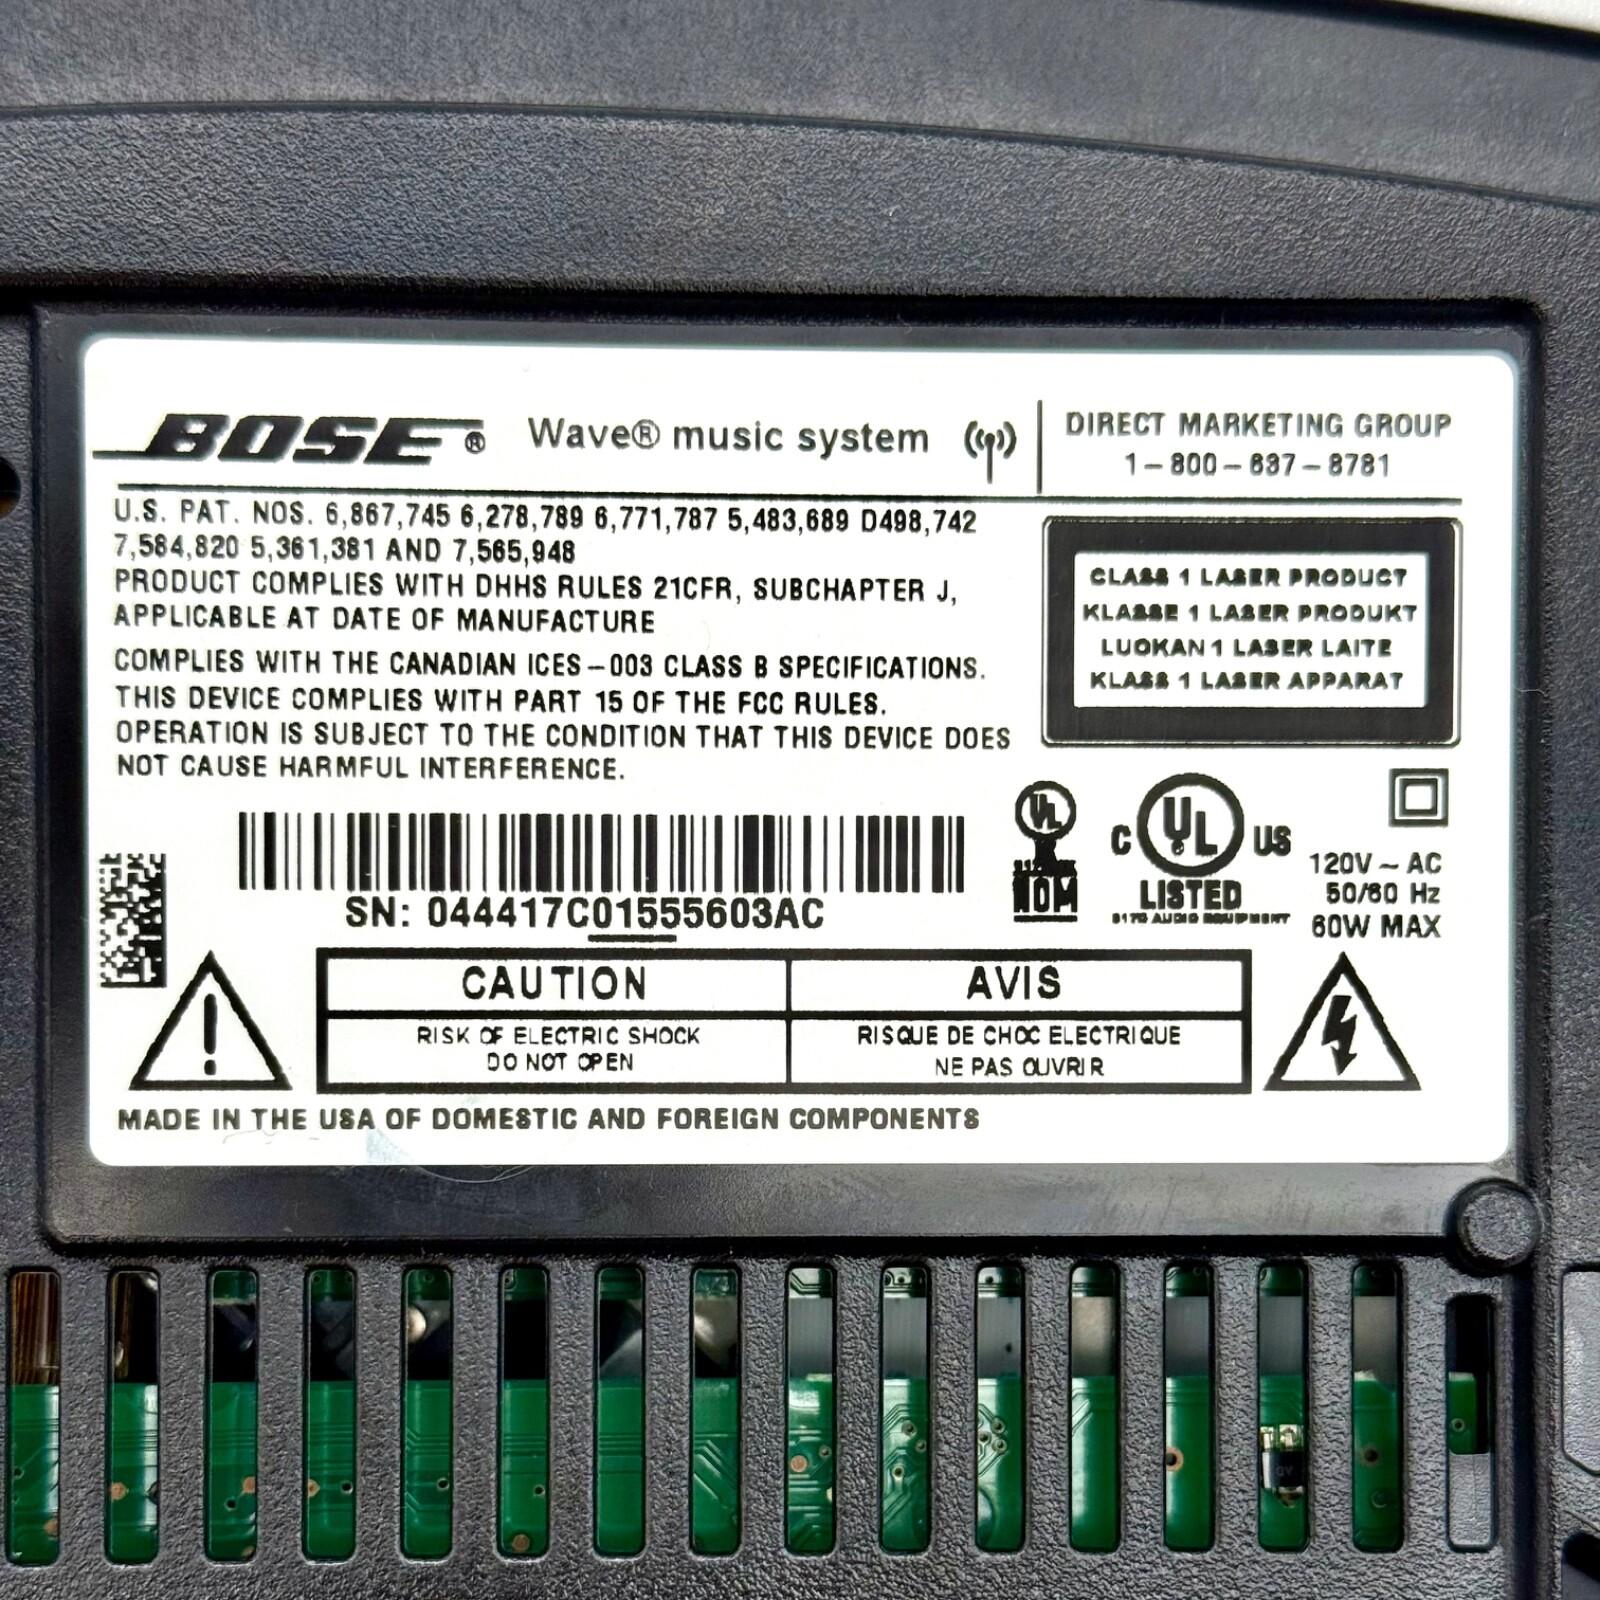 BOSE® Wave® music system
DIRECT MARKETING GROUP
1-800-637-8781
U.S. PAT. NOS. 6,867,745 6,278,789 6,771,787 5,483,689 D498,742
7,584,820 5,361,381 AND 7,565,948
PRODUCT COMPLIES WITH DHHS RULES 21CFR, SUBCHAPTER J,
APPLICABLE AT DATE OF MANUFACTURE
COMPLIES WITH THE CANADIAN ICES-003 CLASS B SPECIFICATIONS.
THIS DEVICE COMPLIES WITH PART 15 OF THE FCC RULES.
OPERATION IS SUBJECT TO THE CONDITION THAT THIS DEVICE DOES
NOT CAUSE HARMFUL INTERFERENCE.
CLASS 1 LASER PRODUCT
KLASSE 1 LASER PRODUKT
LUOKAN 1 LASER LAITE
KLASS 1 LASER APPARAT
SN: 044417C01555603AC
UL
NOM
C UL US
LISTED
AUDIO EQUIPMENT
120V ~ AC
50/60 Hz
60W MAX
CAUTION
RISK OF ELECTRIC SHOCK
DO NOT OPEN
AVIS
RISQUE DE CHOC ELECTRIQUE
NE PAS OUVRIR
MADE IN THE USA OF DOMESTIC AND FOREIGN COMPONENTS